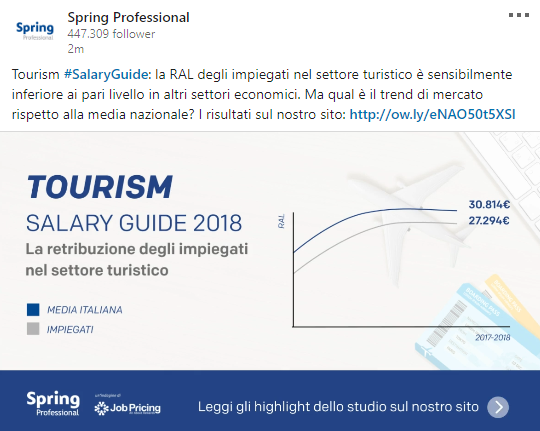 Spring Professional
447.309 follower
2m
Tourism #SalaryGuide: la RAL degli impiegati nel settore turistico è sensibilmente
inferiore ai pari livello in altri settori economici. Ma qual è il trend di mercato
rispetto alla media nazionale? I risultati sul nostro sito: http://ow.ly/eNAO50t5XSI
Spring
Professional
TOURISM
SALARY GUIDE 2018
La retribuzione degli impiegati
nel settore turistico
MEDIA ITALIANA
IMPIEGATI
RAL
30.814€
27.294€
2017-2018
Spring
Professional
JobPricing
Leggi gli highlight dello studio sul nostro sito